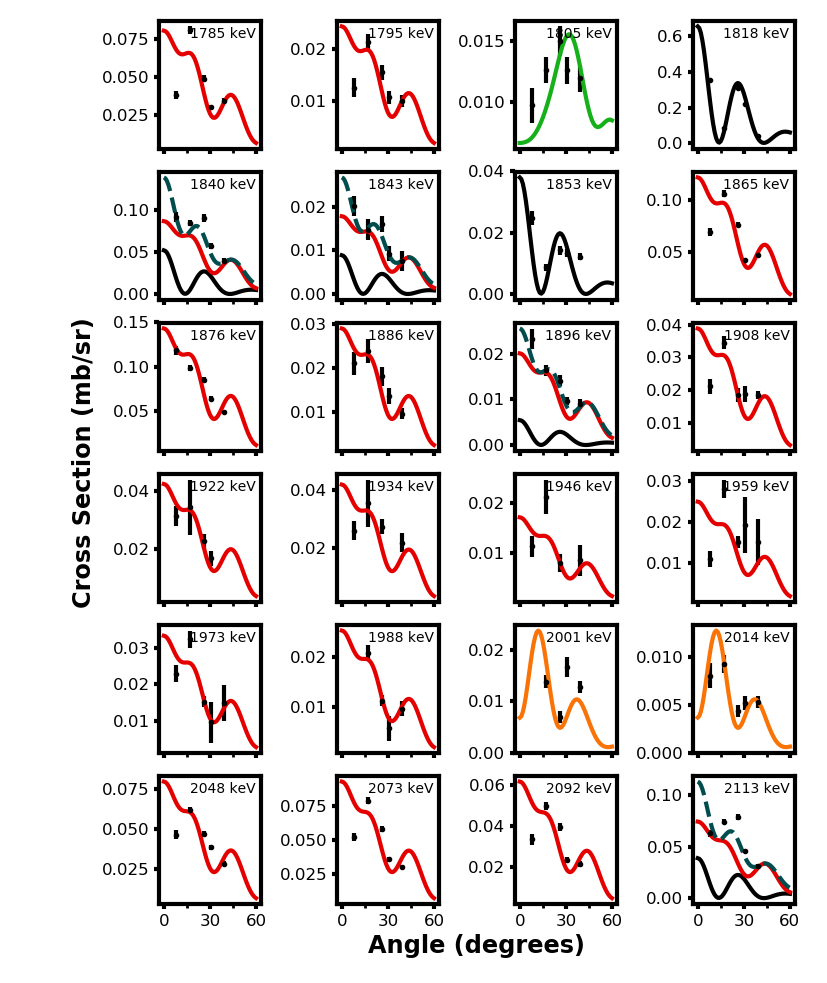 Cross Section (mb/sr)
1785 keV
0.075
0.050
0.025
1795 keV
0.02
0.01
1805 keV
0.015
0.010
1818 keV
0.6
0.4
0.2
0.0
1840 keV
0.10
0.05
0.00
1843 keV
0.02
0.01
0.00
1853 keV
0.04
0.02
0.00
1865 keV
0.10
0.05
1876 keV
0.15
0.10
0.05
1886 keV
0.03
0.02
0.01
1896 keV
0.02
0.01
0.00
1908 keV
0.04
0.03
0.02
0.01
1922 keV
0.04
0.02
1934 keV
0.04
0.02
1946 keV
0.02
0.01
1959 keV
0.03
0.02
0.01
1973 keV
0.03
0.02
0.01
1988 keV
0.02
0.01
2001 keV
0.02
0.01
0.00
2014 keV
0.010
0.005
0.000
2048 keV
0.075
0.050
0.025
0 30 60
2073 keV
0.075
0.050
0.025
0 30 60
2092 keV
0.06
0.04
0.02
0 30 60
2113 keV
0.10
0.05
0.00
0 30 60
Angle (degrees)